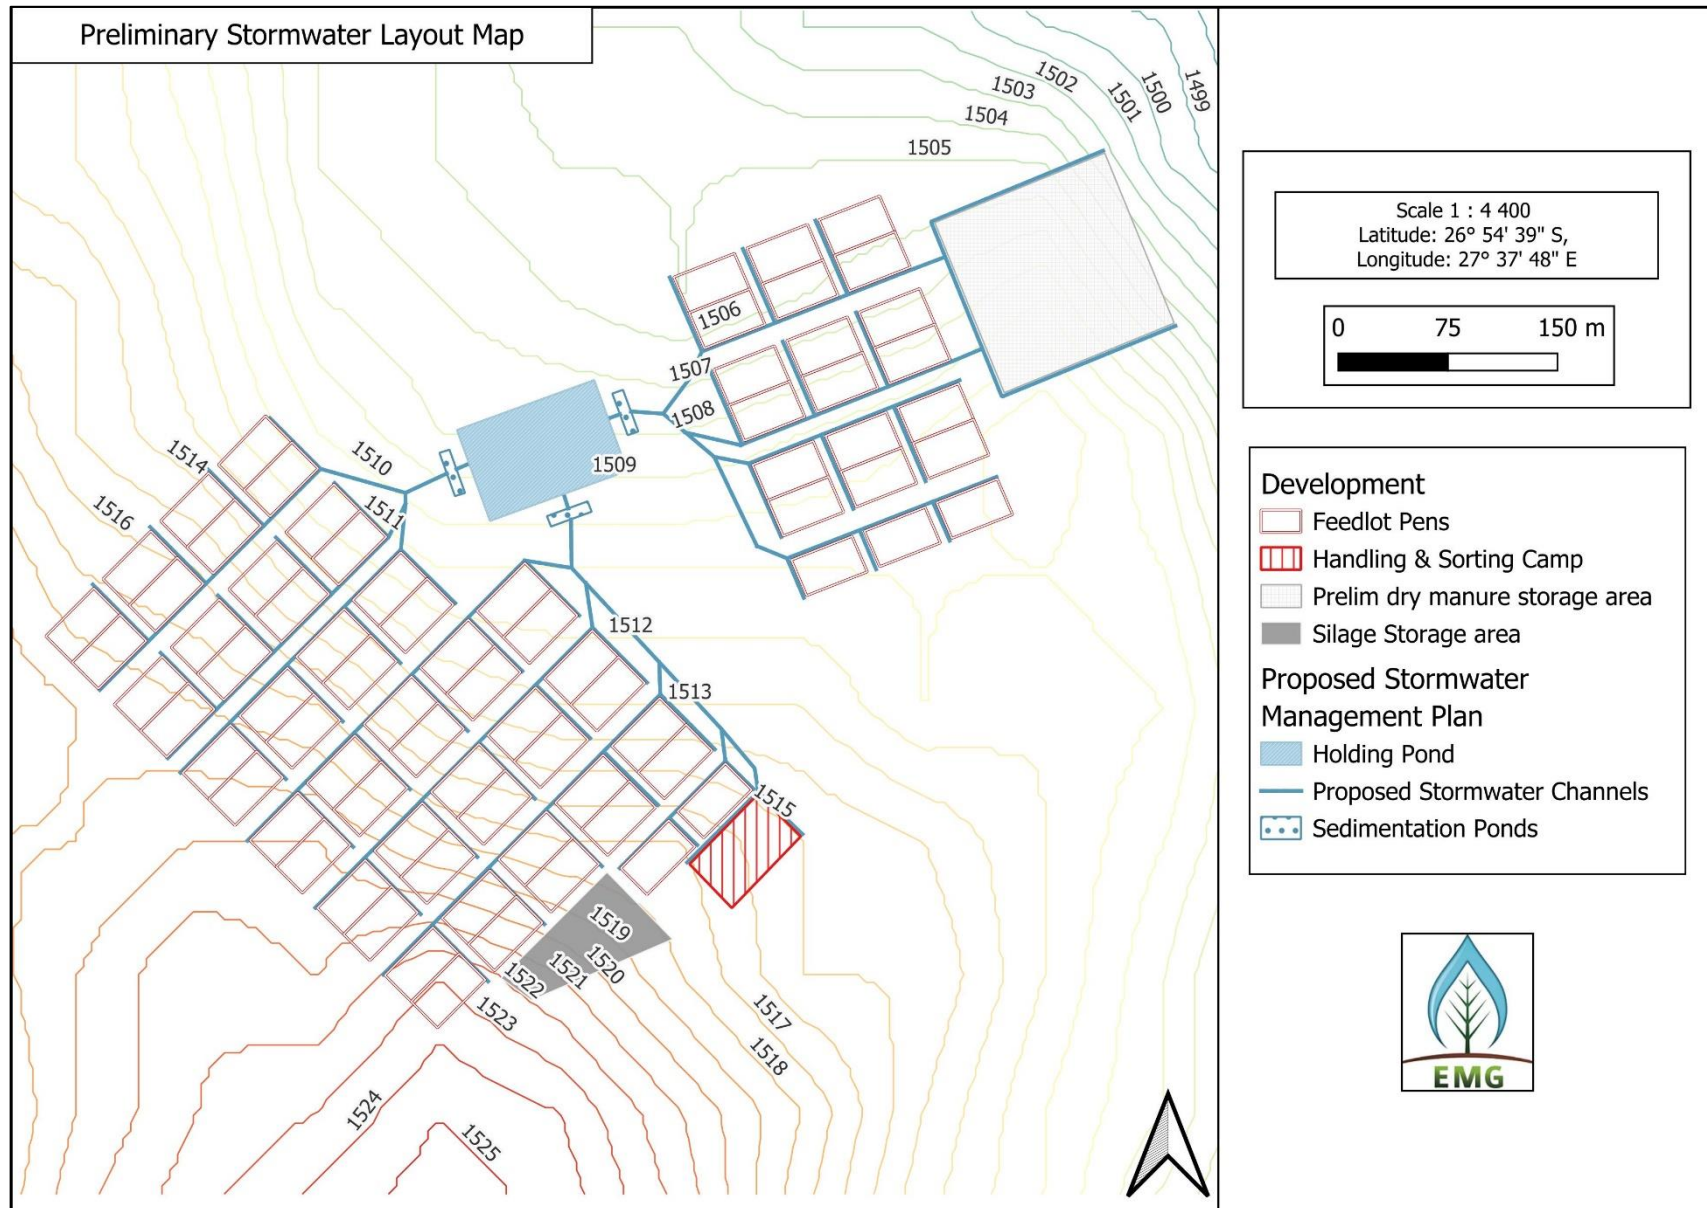 Preliminary Stormwater Layout Map
1499
1500
1501
1502
1503
1504
1505
1506
1507
1508
1509
1510
1511
1514
1516
1512
1513
1515
1519
1520
1521
1522
1523
1517
1518
1524
1525
Scale 1 : 4 400
Latitude: 26° 54' 39" S,
Longitude: 27° 37' 48" E
0 75 150 m
Development
Feedlot Pens
Handling & Sorting Camp
Prelim dry manure storage area
Silage Storage area
Proposed Stormwater
Management Plan
Holding Pond
Proposed Stormwater Channels
Sedimentation Ponds
EMG